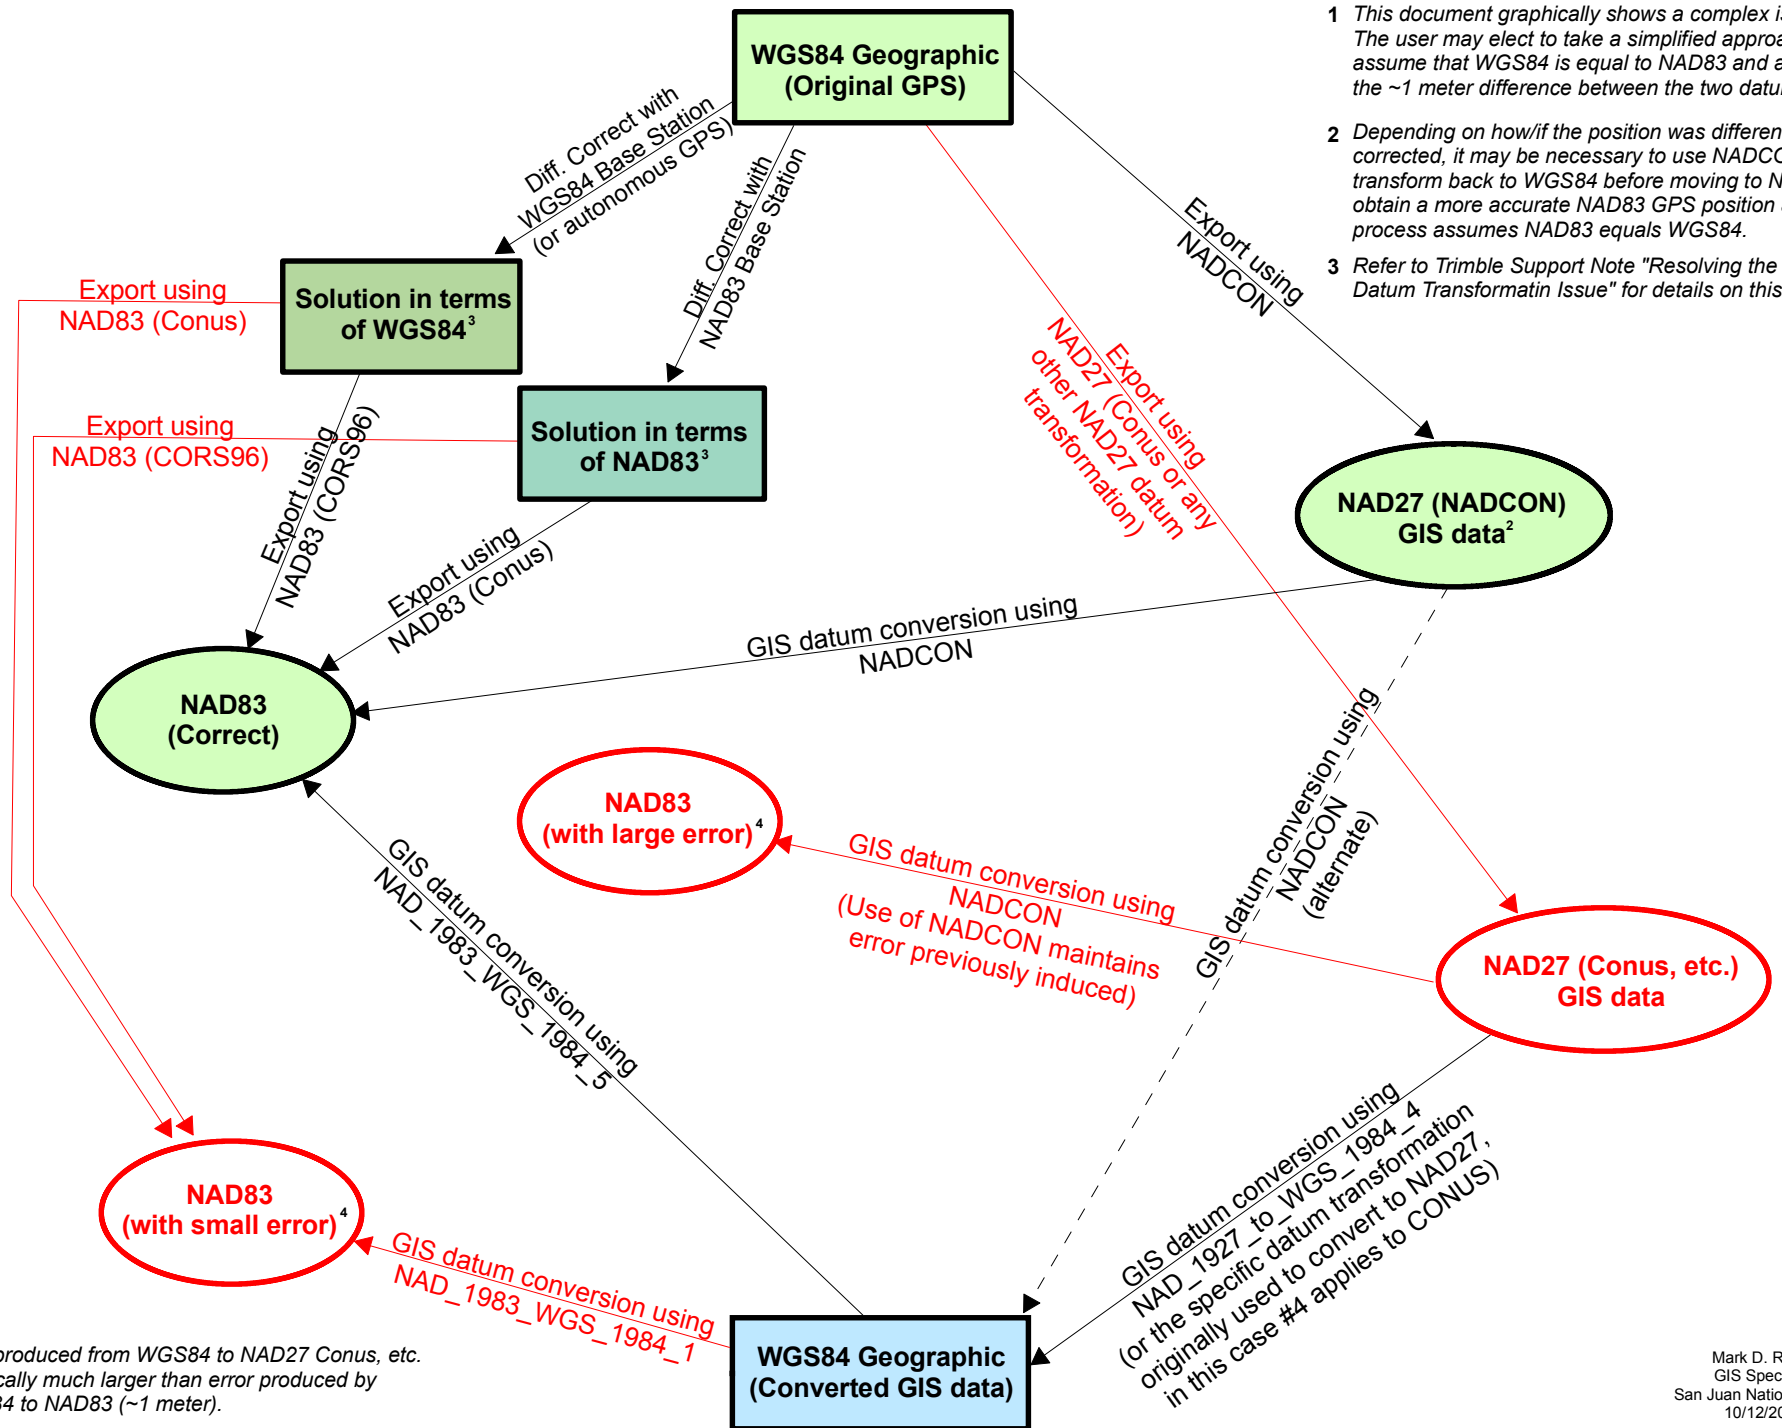 WGS84 Geographic
(Original GPS)
1 This document graphically shows a complex
The user may elect to take a simplified
assume that WGS84 is equal to NAD83 and
the ~1 meter difference between the two
2 Depending on how/if the position was
corrected, it may be necessary to use
transform back to WGS84 before moving to
obtain a more accurate NAD83 GPS position
process assumes NAD83 equals WGS84.
3 Refer to Trimble Support Note "Resolving the
Datum Transformatin Issue" for details on this
Diff. Correct with
WGS84 Base Station
(or autonomous GPS)
Diff. Correct with
NAD83 Base Station
Export using
NADCON
Export using
NAD27 (Conus or any
other NAD27 datum
transformation)
Export using
NAD83 (Conus)
Solution in terms
of WGS84³
Export using
NAD83 (CORS96)
Solution in terms
of NAD83³
Export using
NAD83 (CORS96)
Export using
NAD83 (Conus)
NAD27 (NADCON)
GIS data²
GIS datum conversion using
NADCON
NAD83
(Correct)
GIS datum conversion using
NADCON
(alternate)
NAD83
(with large error)⁴
GIS datum conversion using
NADCON
(Use of NADCON maintains
error previously induced)
NAD27 (Conus, etc.)
GIS data
GIS datum conversion using
NAD_1983_WGS_1984_5
GIS datum conversion using
NAD_1927_to_WGS_1984_4
(or the specific datum transformation
originally used to convert to NAD27,
in this case #4 applies to CONUS)
NAD83
(with small error)⁴
GIS datum conversion using
NAD_1983_WGS_1984_1
WGS84 Geographic
(Converted GIS data)
produced from WGS84 to NAD27 Conus, etc.
much larger than error produced by
to NAD83 (~1 meter).
Mark D.
GIS
San Juan